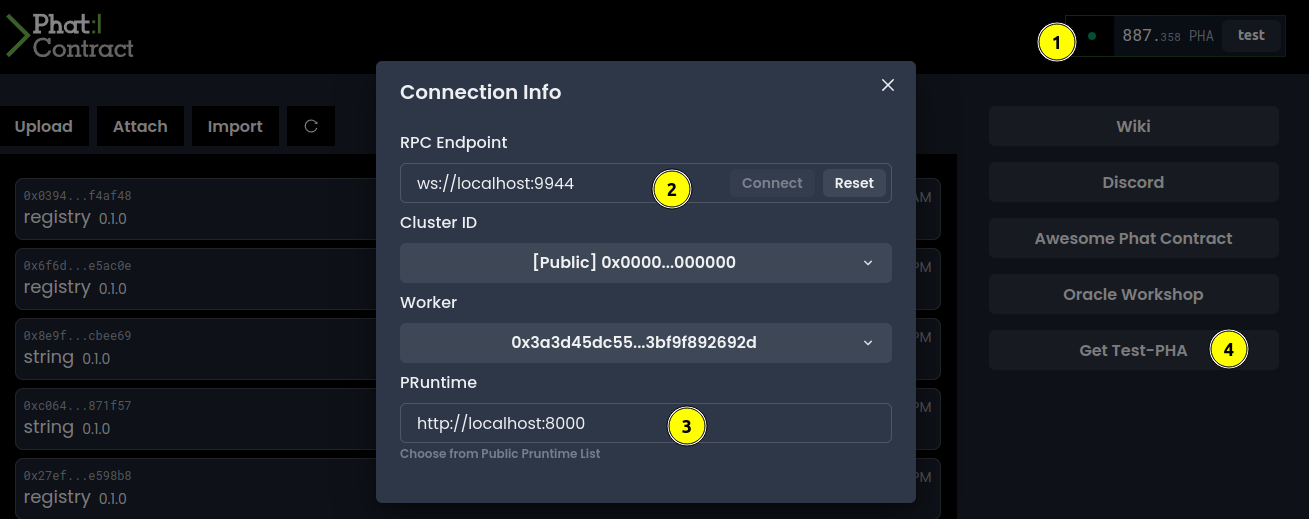 Phat:|
Contract
1
887.358 PHA
test
Connection Info
Upload
Attach
Import
Wiki
RPC Endpoint
ws://localhost:9944
2
Connect
Reset
Discord
0x0394...f4af48
registry 0.1.0
AM
Cluster ID
[Public] 0x0000...000000
Awesome Phat Contract
0x6f6d...e5ac0e
registry 0.1.0
PM
Worker
Oracle Workshop
0x8e9f...cbee69
string 0.1.0
PM
0x3a3d45dc55...3bf9f892692d
Get Test-PHA
4
PRuntime
0xc064...871f57
string 0.1.0
PM
http://localhost:8000
3
Choose from Public Pruntime List
0x27ef...e598b8
registry 0.1.0
PM